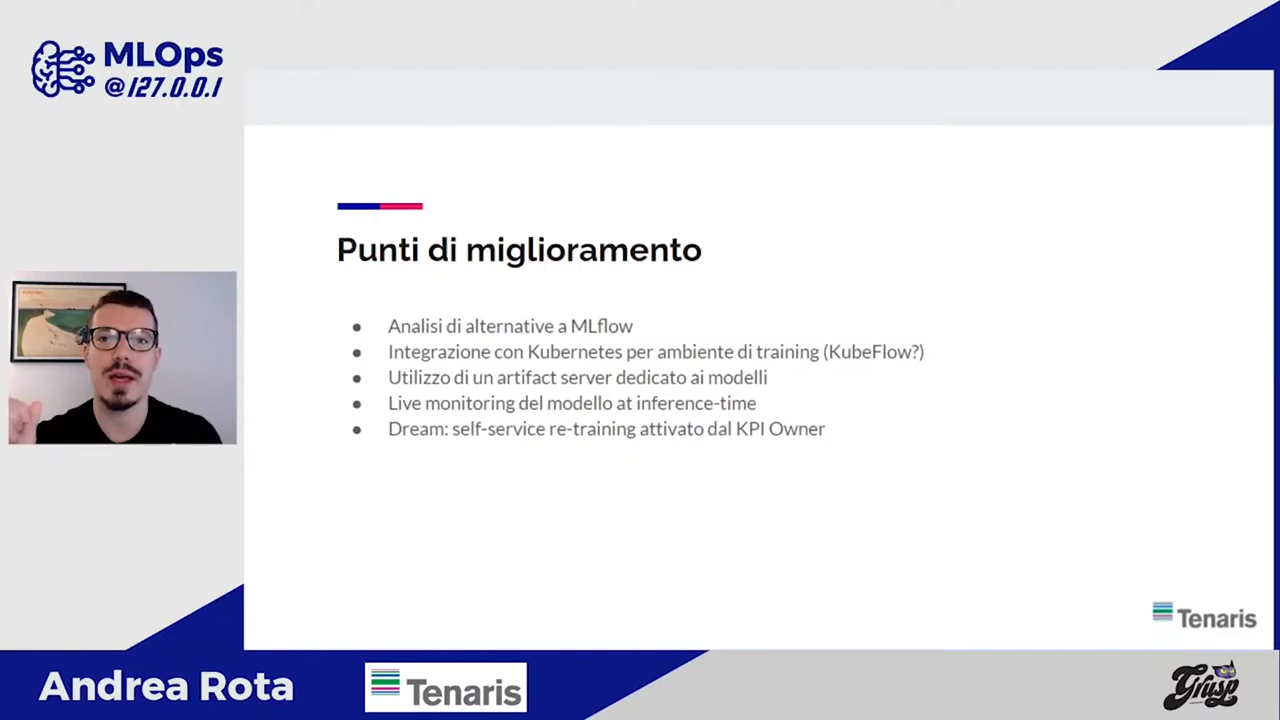 MLOps
@127.0.0.1
Punti di miglioramento
● Analisi di alternative a MLflow
● Integrazione con Kubernetes per ambiente di training (KubeFlow?)
● Utilizzo di un artifact server dedicato ai modelli
● Live monitoring del modello at inference-time
● Dream: self-service re-training attivato dal KPI Owner
Tenaris
Andrea Rota
Tenaris
Grusp